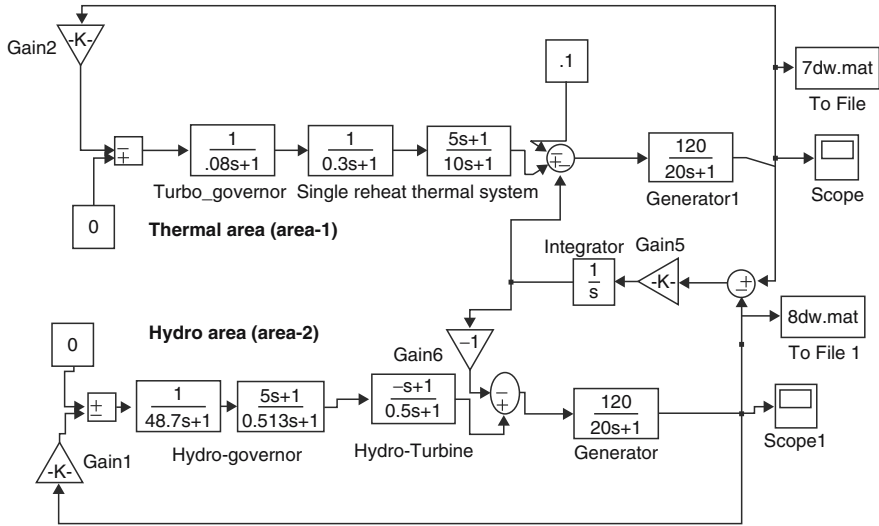 -K-
Gain2
.1
7dw.mat
To File
1
.08s+1
1
0.3s+1
5s+1
10s+1
120
20s+1
Turbo_governor
Single reheat thermal system
Generator1
Scope
0
Thermal area (area-1)
Integrator
Gain5
1
s
-K-
8dw.mat
To File 1
0
Hydro area (area-2)
−1
Gain6
1
48.7s+1
5s+1
0.513s+1
−s+1
0.5s+1
120
20s+1
Scope1
-K-
Gain1
Hydro-governor
Hydro-Turbine
Generator